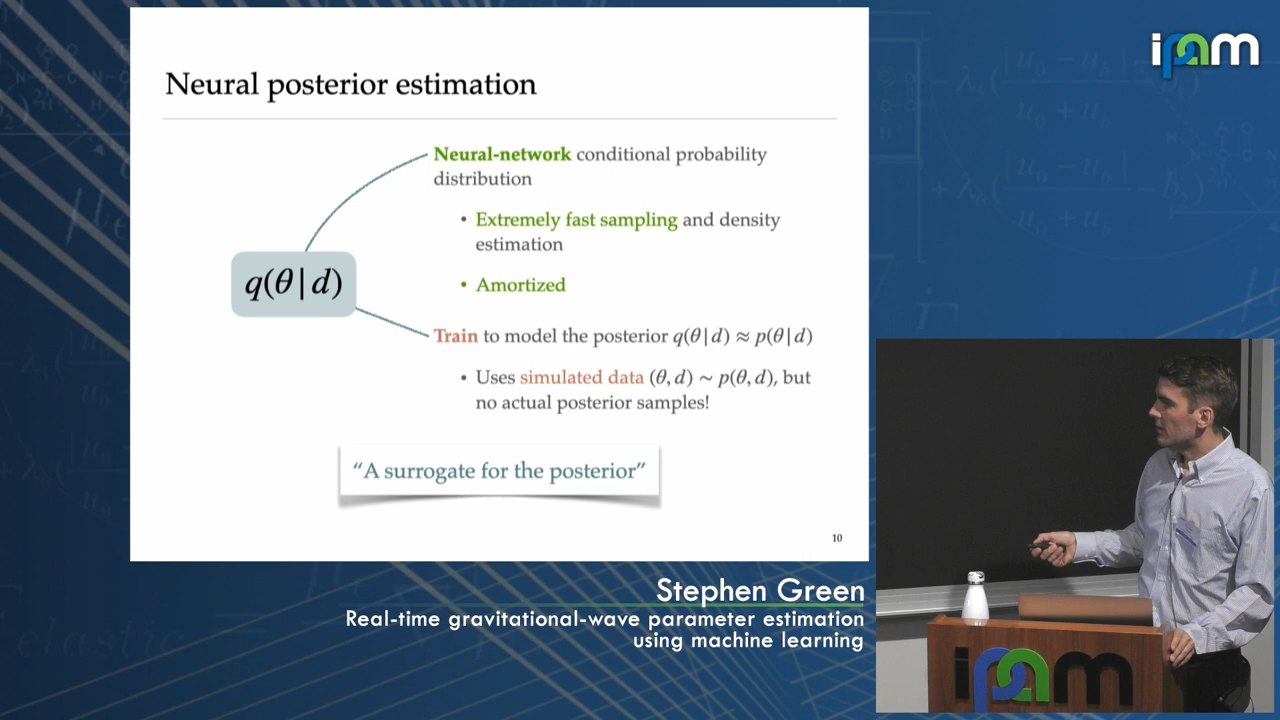 ipam
Neural posterior estimation
Neural-network conditional probability
distribution
• Extremely fast sampling and density
estimation
• Amortized
q(θ|d)
Train to model the posterior q(θ|d) ≈ p(θ|d)
• Uses simulated data (θ, d) ~ p(θ, d), but
no actual posterior samples!
“A surrogate for the posterior”
10
Stephen Green
Real-time gravitational-wave parameter estimation
using machine learning
ipam